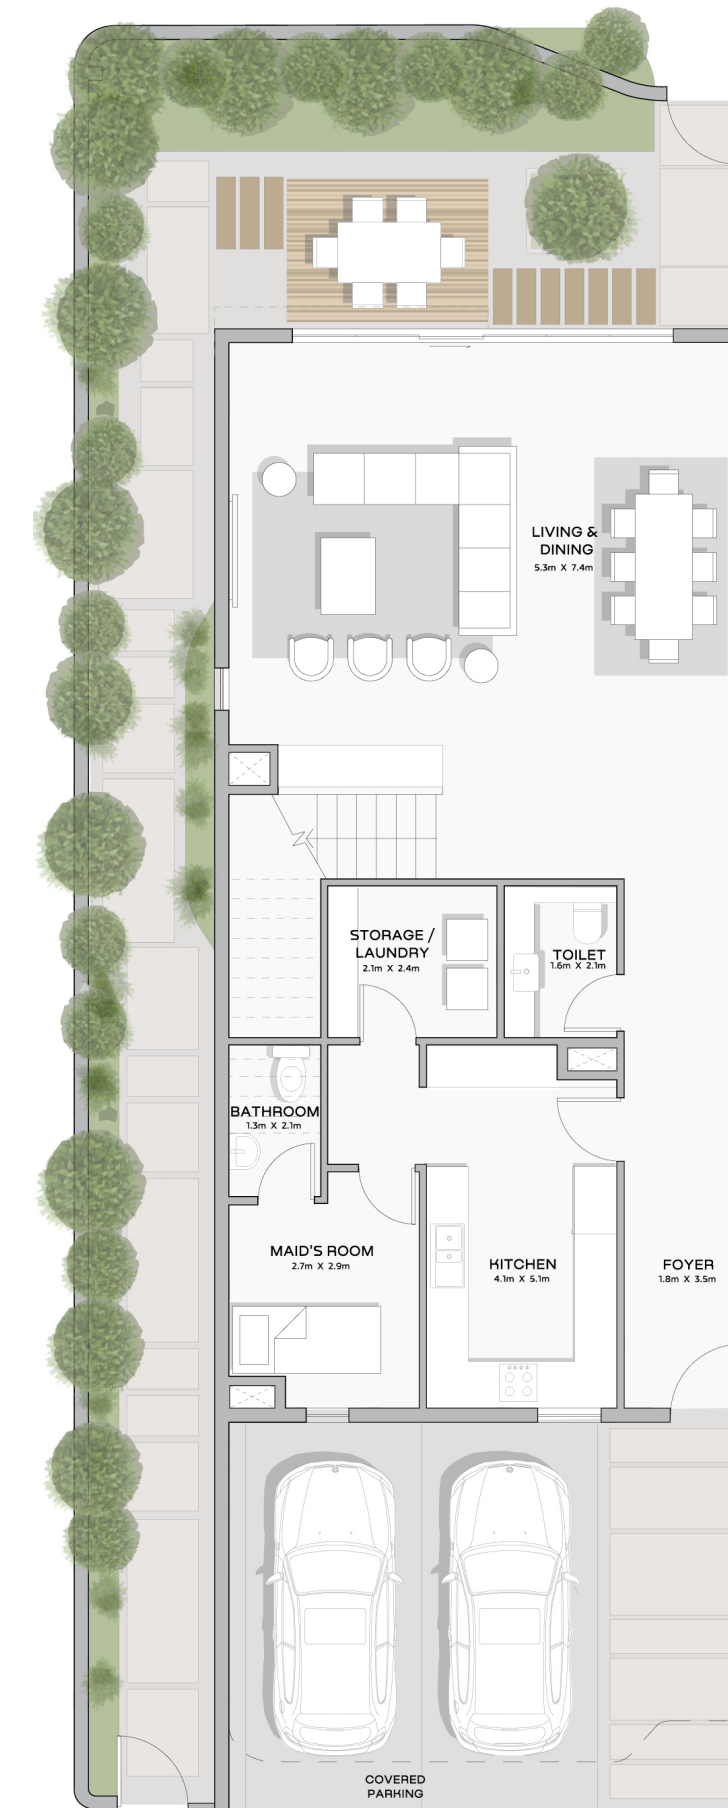 LIVING &
DINING
5.3m X 7.4m
STORAGE /
LAUNDRY
2.1m X 2.4m
TOILET
1.6m X 2.1m
BATHROOM
1.3m X 2.1m
MAID'S ROOM
2.7m X 2.9m
KITCHEN
4.1m X 5.1m
FOYER
1.8m X 3.5m
COVERED
PARKING